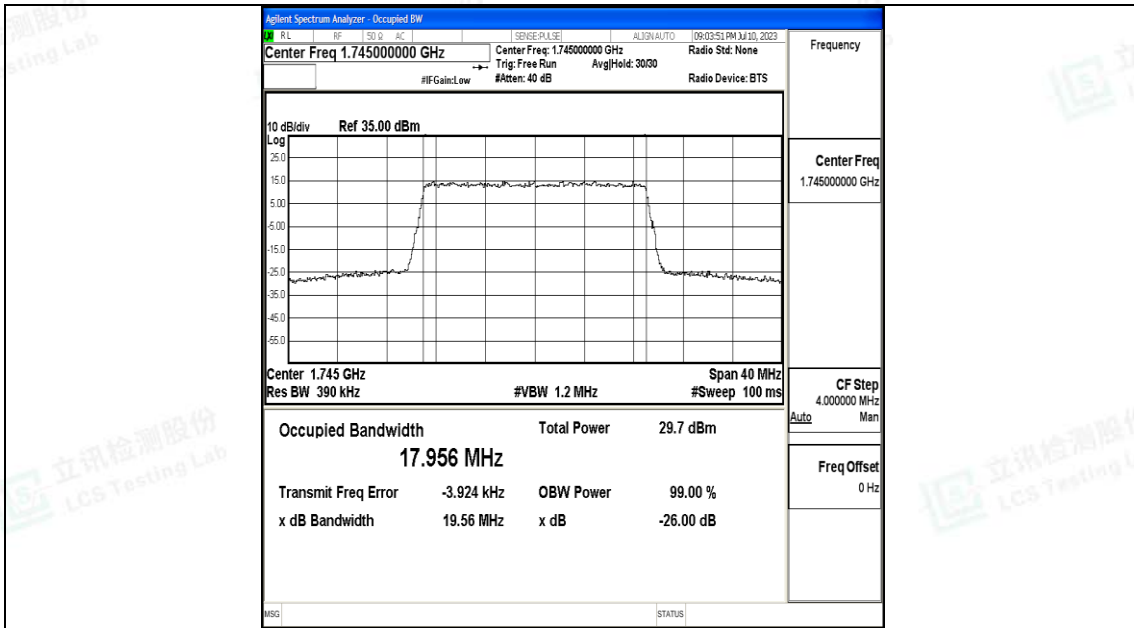 Agilent Spectrum Analyzer - Occupied BW
RL RF 50 Ω AC SENSE:PULSE ALIGN AUTO 09:03:51 PM Jul 10, 2023
Center Freq 1.745000000 GHz
Center Freq: 1.745000000 GHz
Radio Std: None
Trig: Free Run Avg|Hold: 30/30
#IFGain:Low
#Atten: 40 dB
Radio Device: BTS
Frequency
10 dB/div Ref 35.00 dBm
Log
25.0
15.0
5.00
-5.00
-15.0
-25.0
-35.0
-45.0
-55.0
Center 1.745 GHz
Span 40 MHz
Res BW 390 kHz
#VBW 1.2 MHz
#Sweep 100 ms
Center Freq
1.745000000 GHz
CF Step
4.000000 MHz
Auto Man
Freq Offset
0 Hz
Occupied Bandwidth
17.956 MHz
Total Power 29.7 dBm
Transmit Freq Error -3.924 kHz
OBW Power 99.00 %
x dB Bandwidth 19.56 MHz
x dB -26.00 dB
MSG
STATUS
立讯检测股份
LCS Testing Lab